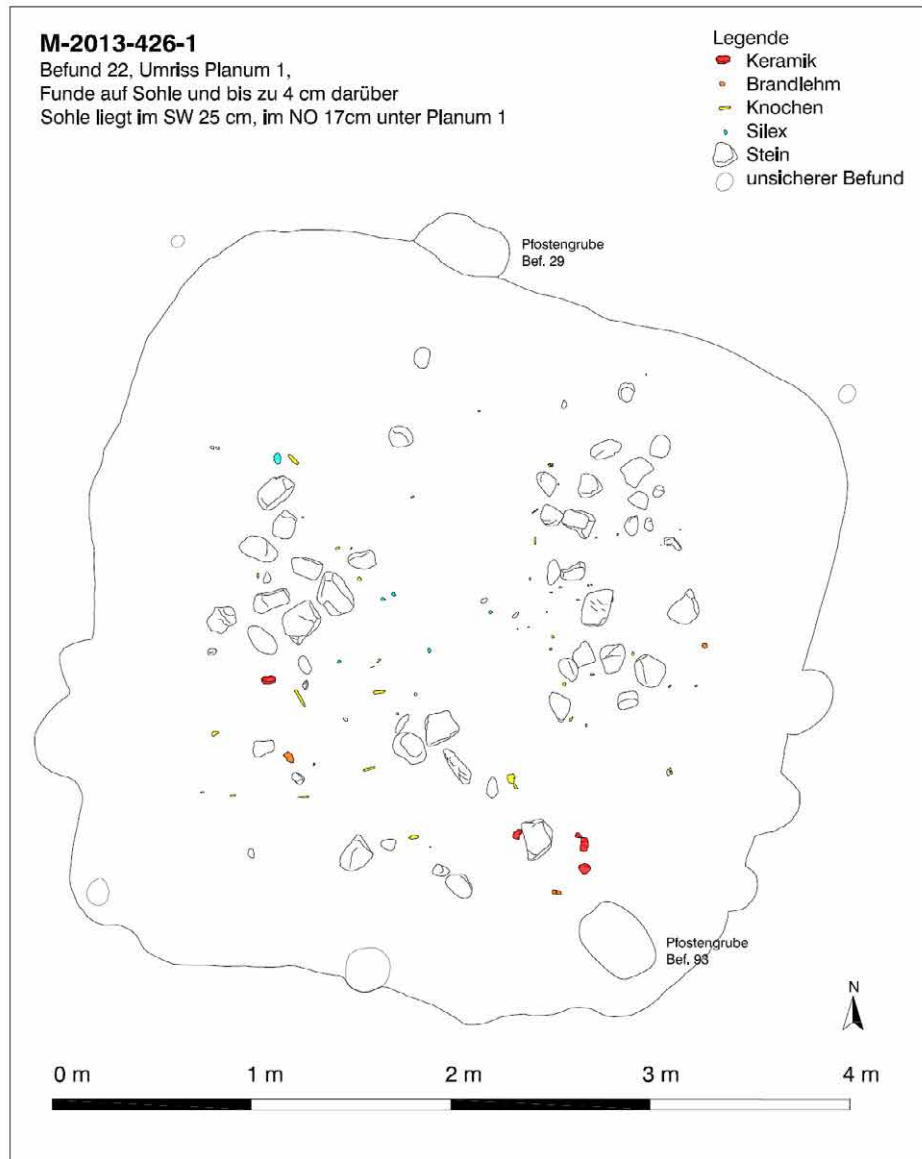 M-2013-426-1
Befund 22, Umriss Planum 1,
Funde auf Sohle und bis zu 4 cm darüber
Sohle liegt im SW 25 cm, im NO 17cm unter Planum 1
Legende
Keramik
Brandlehm
Knochen
Silex
Stein
unsicherer Befund
Pfostengrube
Bef. 29
Pfostengrube
Bef. 93
N
0 m 1 m 2 m 3 m 4 m